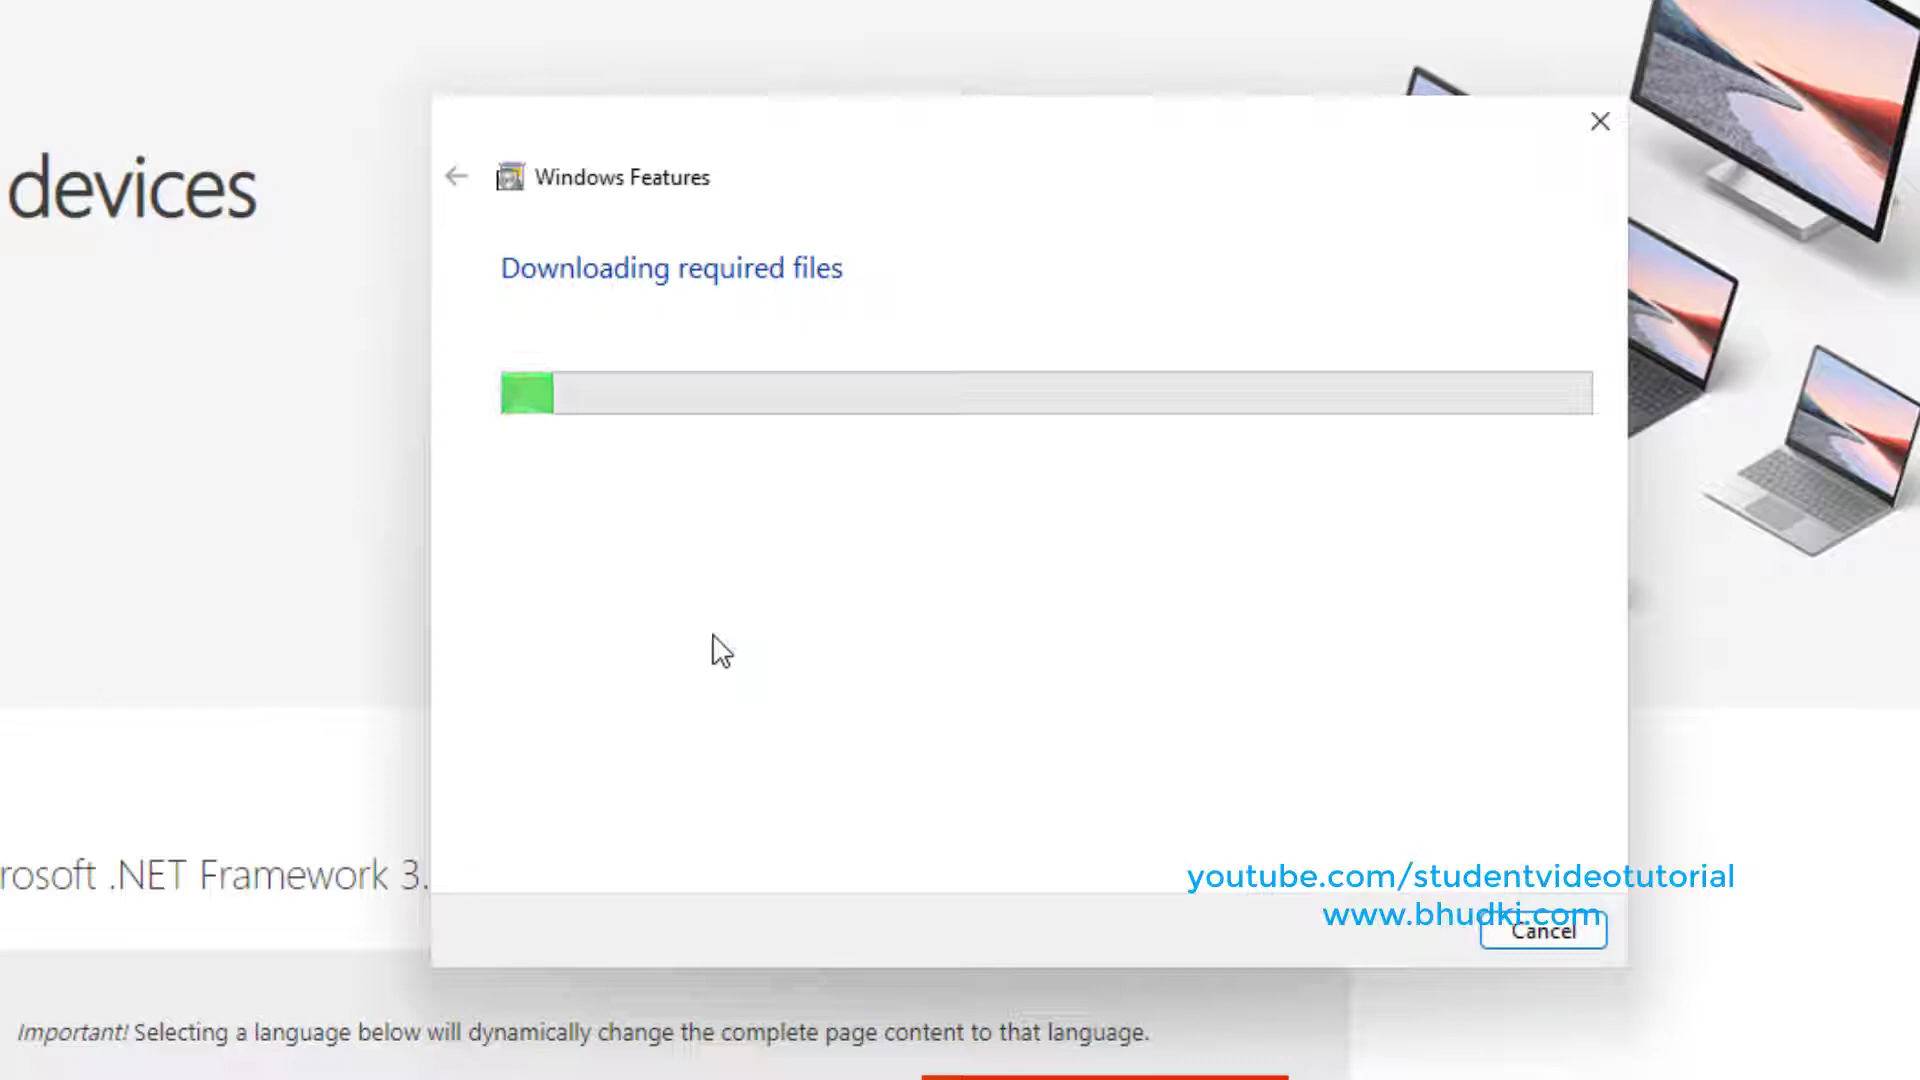 devices
Windows Features
Downloading required files
rosoft .NET Framework 3.
youtube.com/studentvideotutorial
www.bhudki.com
Cancel
Important! Selecting a language below will dynamically change the complete page content to that language.